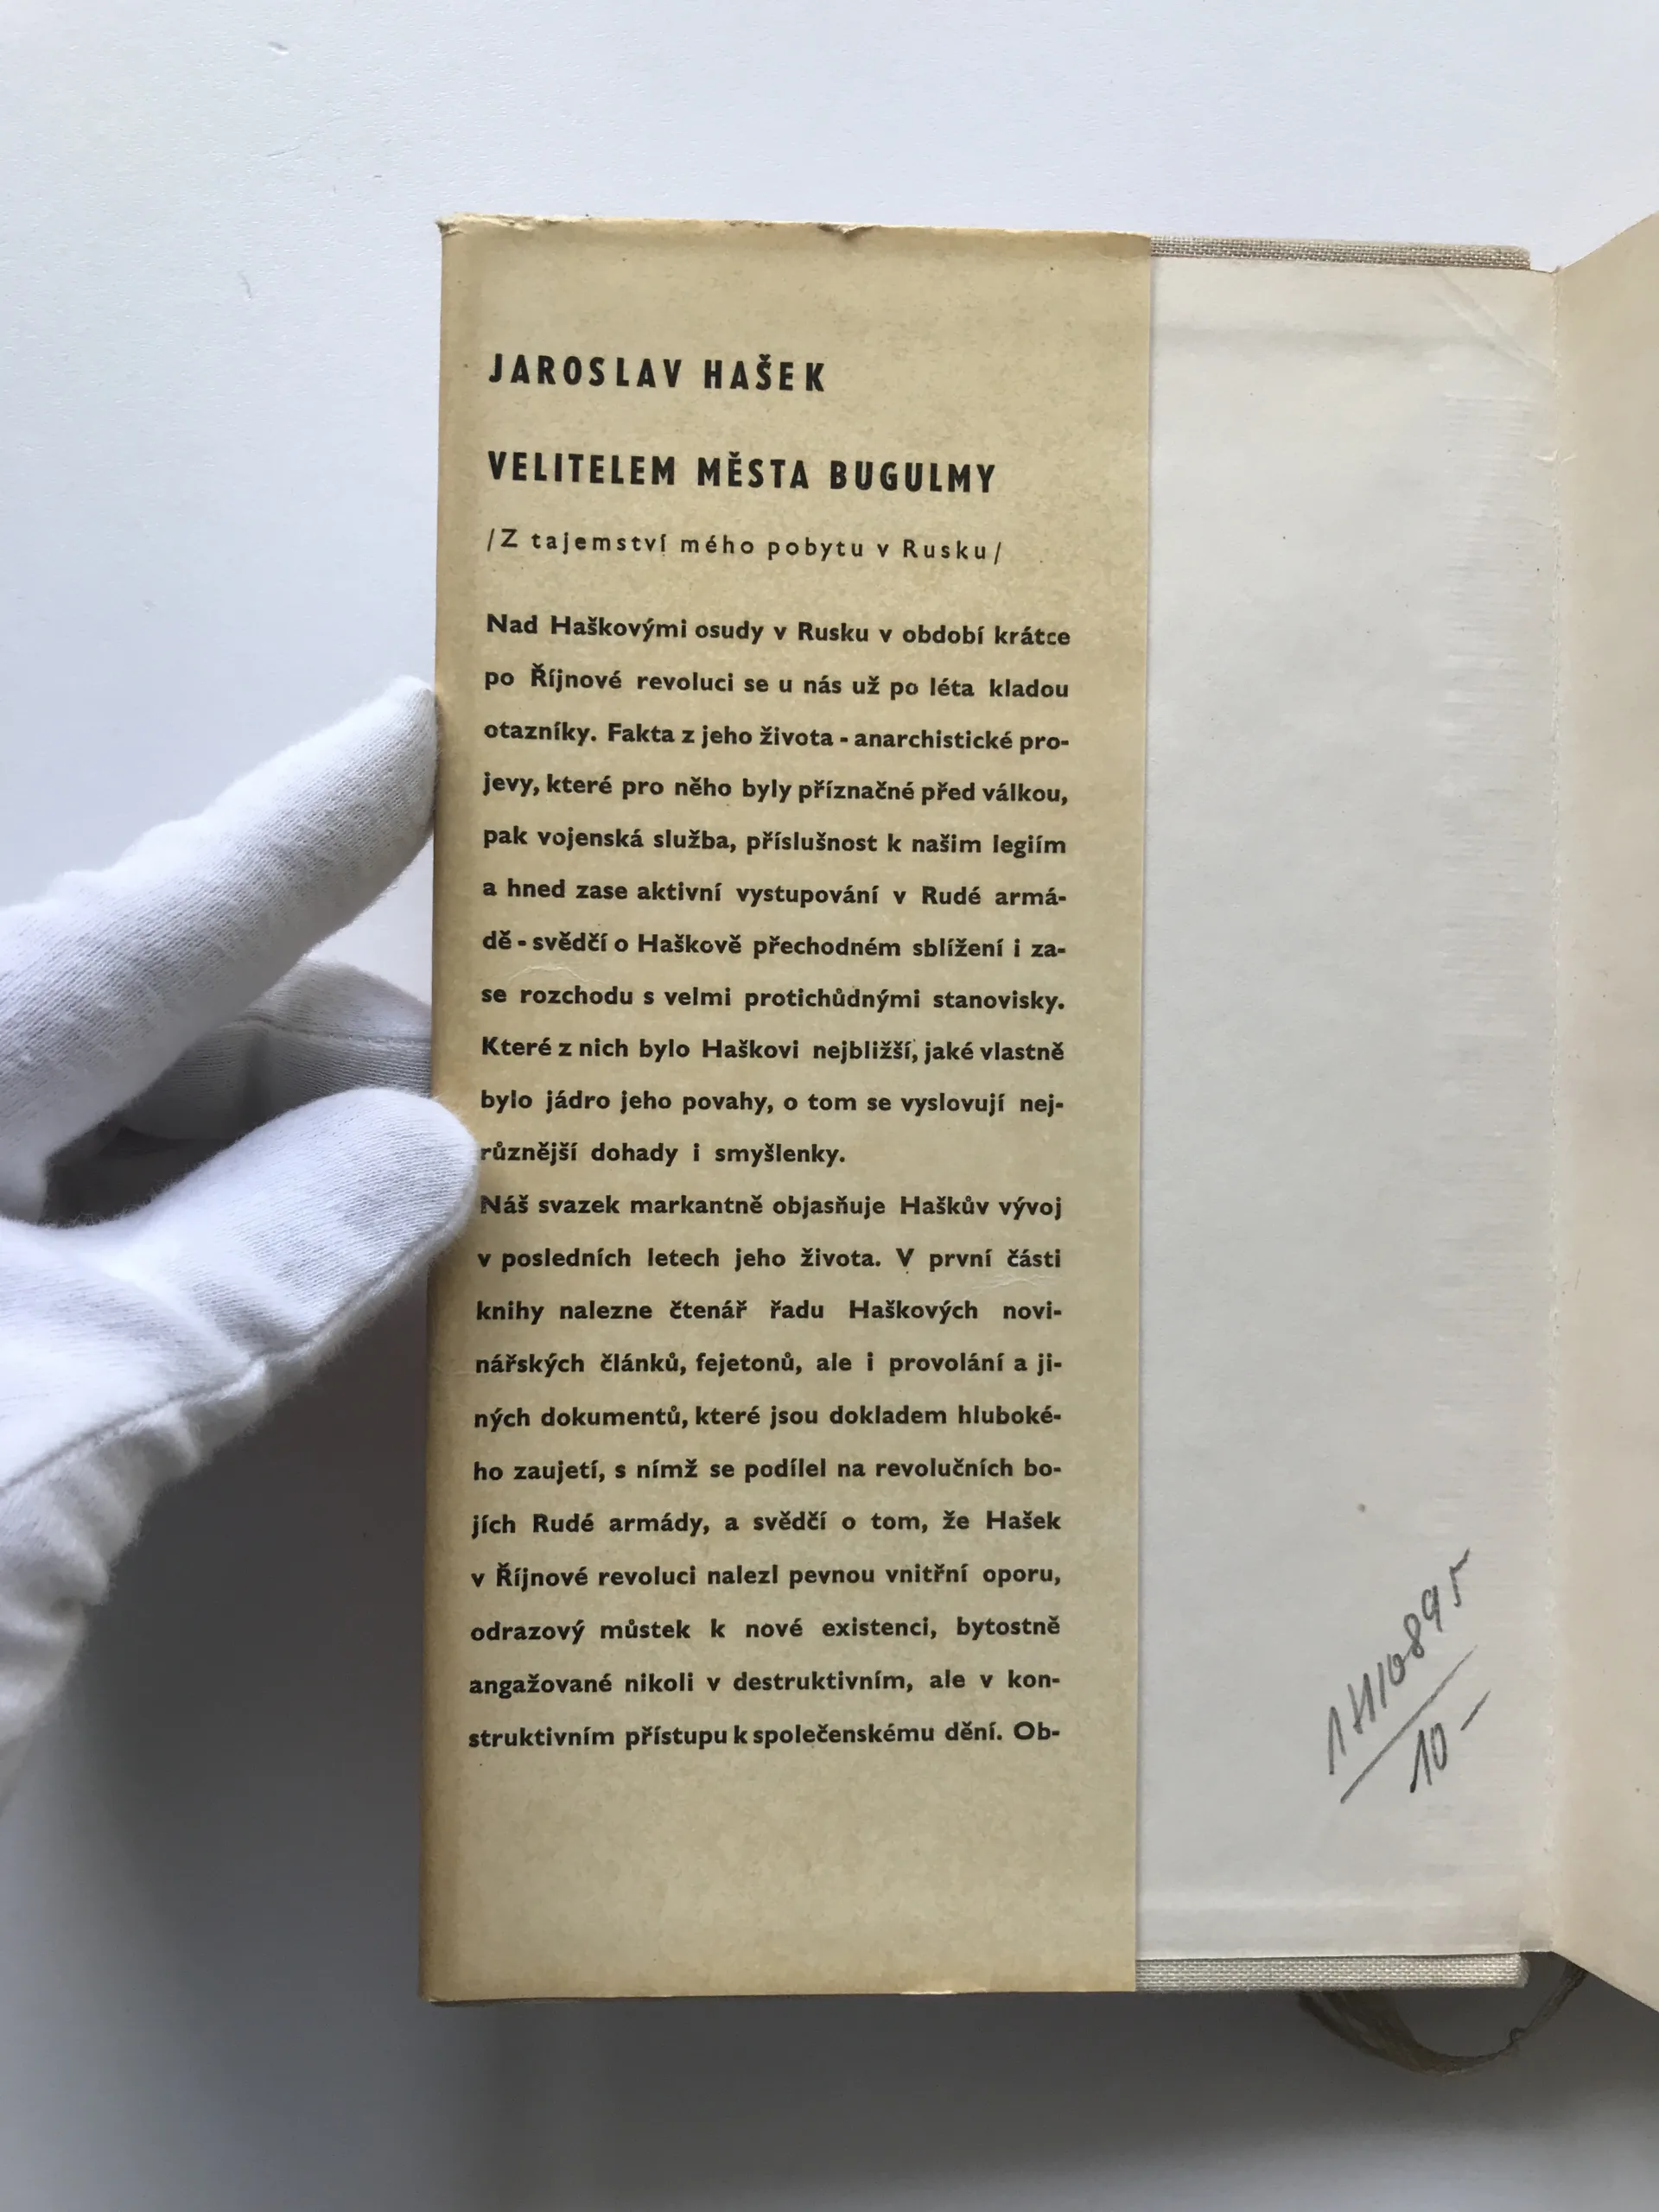 JAROSLAV HAŠEK
VELITELEM MĚSTA BUGULMY
/Z tajemství mého pobytu v Rusku/
Nad Haškovými osudy v Rusku v období krátce
po Říjnové revoluci se u nás už po léta kladou
otazníky. Fakta z jeho života - anarchistické pro-
jevy, které pro něho byly příznačné před válkou,
pak vojenská služba, příslušnost k našim legiím
a hned zase aktivní vystupování v Rudé armá-
dě - svědčí o Haškově přechodném sblížení i za-
se rozchodu s velmi protichůdnými stanovisky.
Které z nich bylo Haškovi nejbližší, jaké vlastně
bylo jádro jeho povahy, o tom se vyslovují nej-
různější dohady i smyšlenky.
Náš svazek markantně objasňuje Haškův vývoj
v posledních letech jeho života. V první části
knihy nalezne čtenář řadu Haškových novi-
nářských článků, fejetonů, ale i provolání a ji-
ných dokumentů, které jsou dokladem hluboké-
ho zaujetí, s nímž se podílel na revolučních bo-
jích Rudé armády, a svědčí o tom, že Hašek
v Říjnové revoluci nalezl pevnou vnitřní oporu,
odrazový můstek k nové existenci, bytostně
angažované nikoli v destruktivním, ale v kon-
struktivním přístupu k společenskému dění. Ob-
10 -